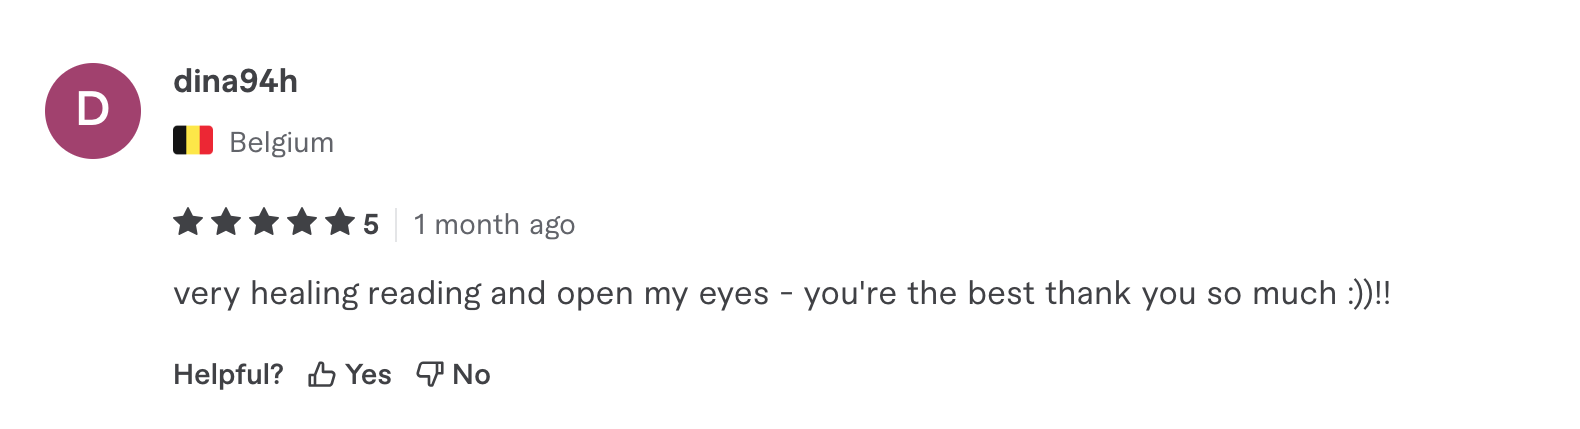 D
dina94h
Belgium
5 1 month ago
very healing reading and open my eyes - you're the best thank you so much :))!!
Helpful? Yes No